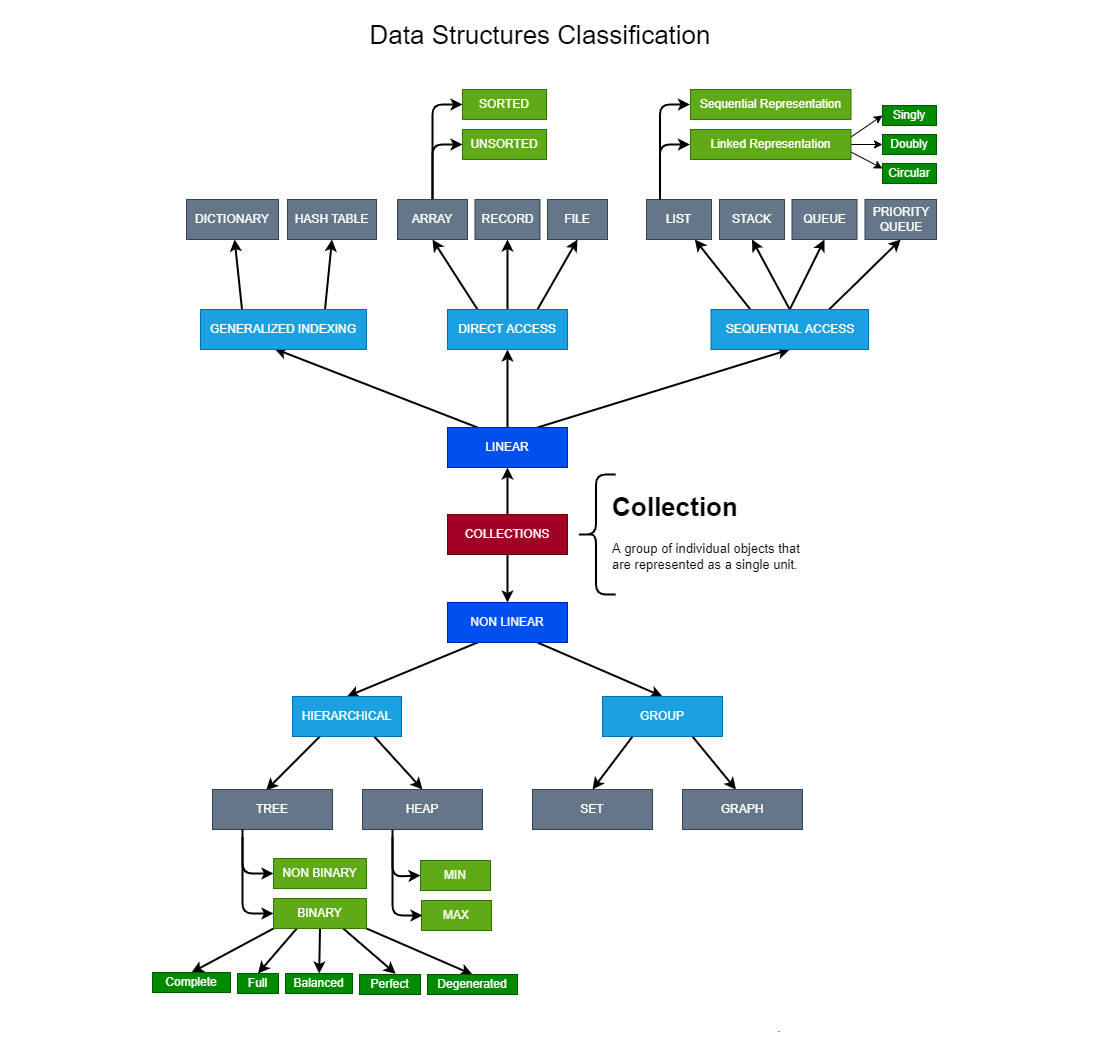 Data Structures Classification
SORTED
Sequential Representation
Singly
UNSORTED
Linked Representation
Doubly
Circular
DICTIONARY
HASH TABLE
ARRAY
RECORD
FILE
LIST
STACK
QUEUE
PRIORITY
QUEUE
GENERALIZED INDEXING
DIRECT ACCESS
SEQUENTIAL ACCESS
LINEAR
COLLECTIONS
Collection
A group of individual objects that
are represented as a single unit.
NON LINEAR
HIERARCHICAL
GROUP
TREE
HEAP
SET
GRAPH
NON BINARY
MIN
BINARY
MAX
Complete
Full
Balanced
Perfect
Degenerated